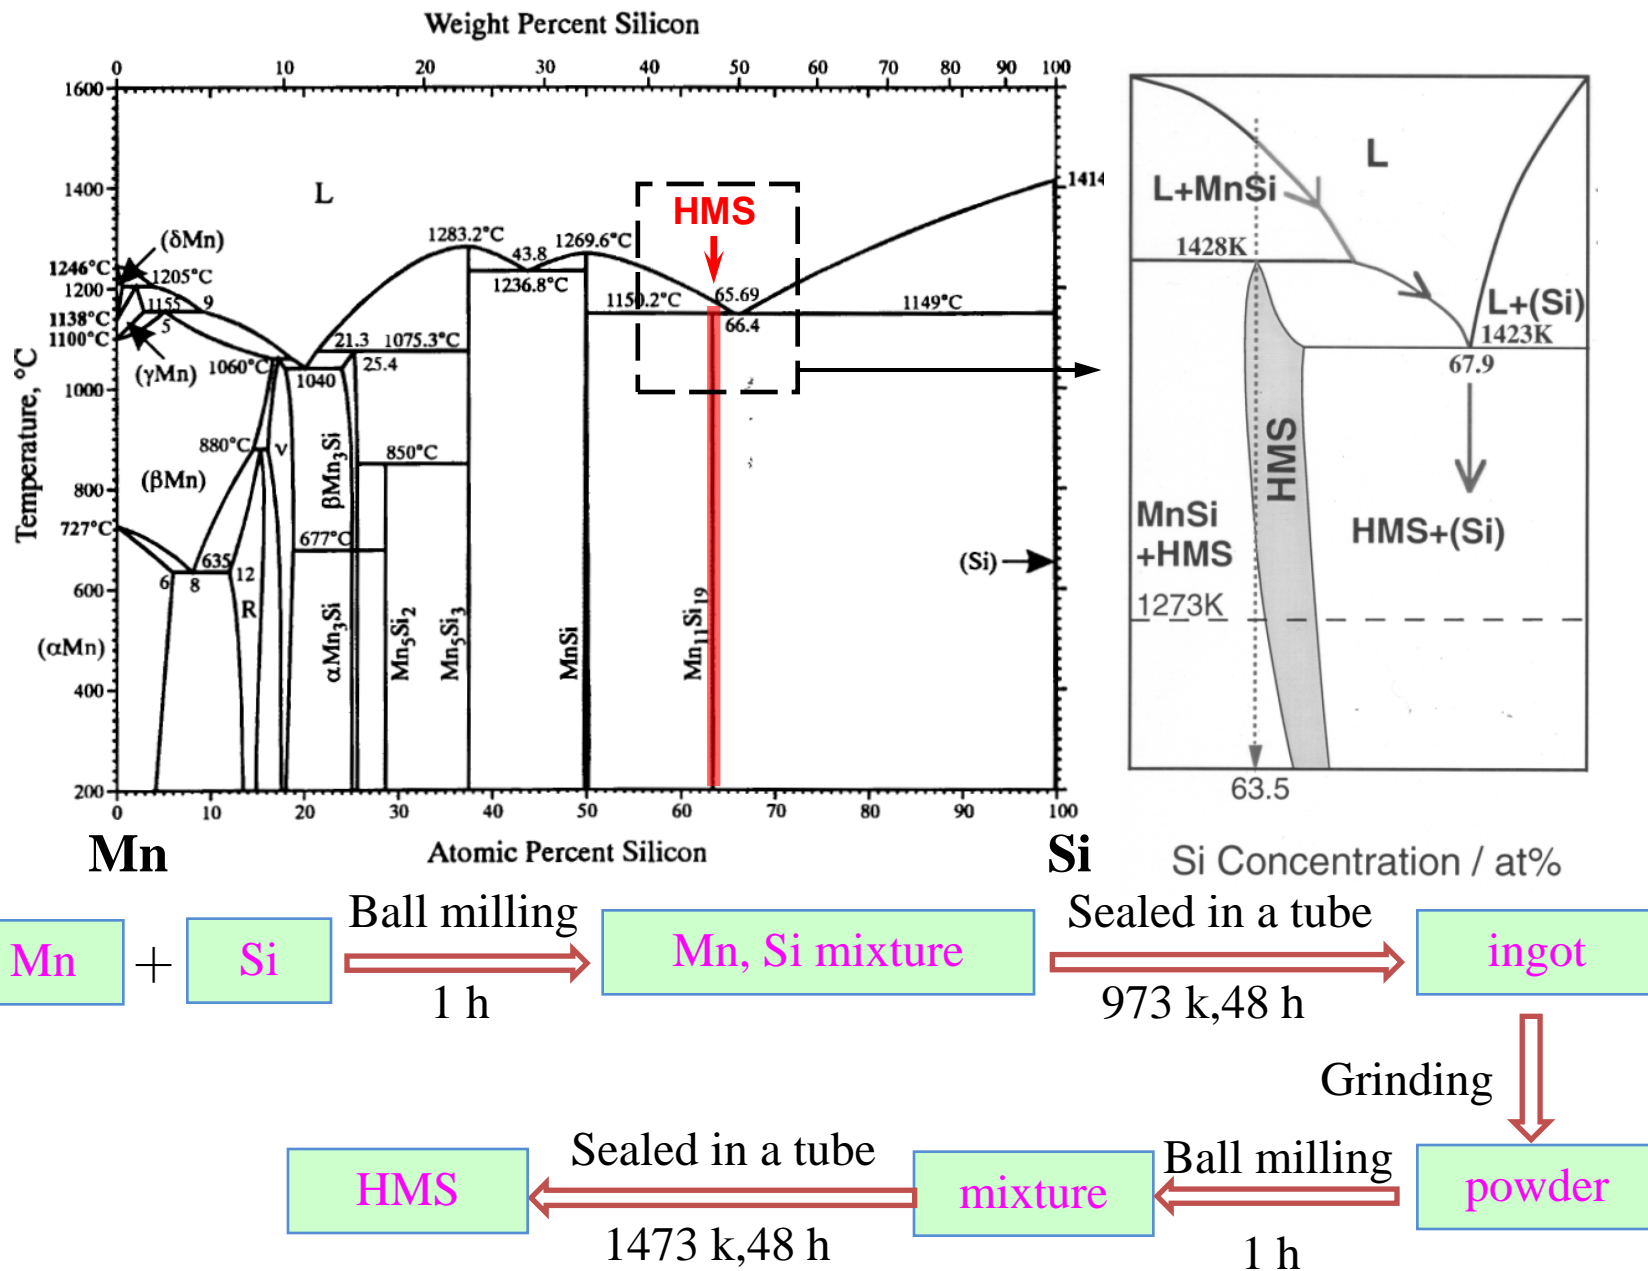 Weight Percent Silicon
0 10 20 30 40 50 60 70 80 90 100
1600
1400
1200
1000
800
600
400
200
Temperature, °C
L
HMS
1414
(δMn)
1246°C
1205°C
1155
9
1138°C
5
1100°C
(γMn)
1283.2°C
43.8
1269.6°C
1236.8°C
1150.2°C
65.69
66.4
1149°C
21.3 1075.3°C
25.4
1060°C
1040
880°C
ν
850°C
(βMn)
βMn3Si
727°C
677°C
635
6 8 12
R
(αMn)
αMn3Si
Mn5Si2
Mn5Si3
MnSi
Mn11Si19
(Si)
0 10 20 30 40 50 60 70 80 90 100
Mn
Atomic Percent Silicon
Si
L
L+MnSi
1428K
L+(Si)
1423K
67.9
HMS
MnSi
+HMS
HMS+(Si)
1273K
63.5
Si Concentration / at%
Mn + Si
Ball milling
1 h
Mn, Si mixture
Sealed in a tube
973 k,48 h
ingot
Grinding
powder
Ball milling
1 h
mixture
Sealed in a tube
1473 k,48 h
HMS